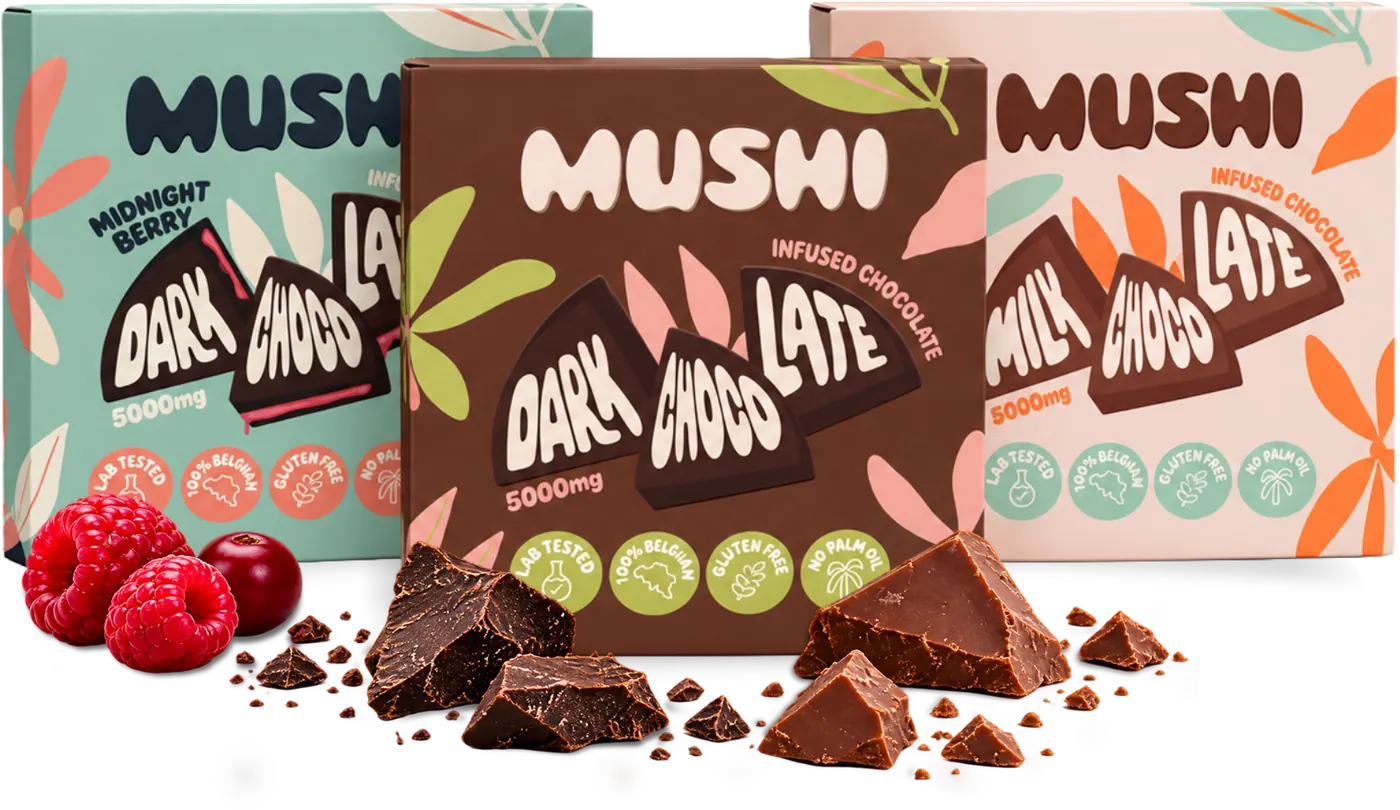 MUSH
MIDNIGHT
BERRY
DARK
CHOCO
LA
5000mg
LAB TESTED
100% BELGIAN
GLUTEN FREE
MUSHI
INFUSED CHOCOLATE
DARK
CHOCO
LATE
5000mg
LAB TESTED
100% BELGIAN
GLUTEN FREE
NO PALM OIL
MUSHI
INFUSED CHOCOLATE
MILK
CHOCO
LATE
5000mg
LAB TESTED
100% BELGIAN
GLUTEN FREE
NO PALM OIL